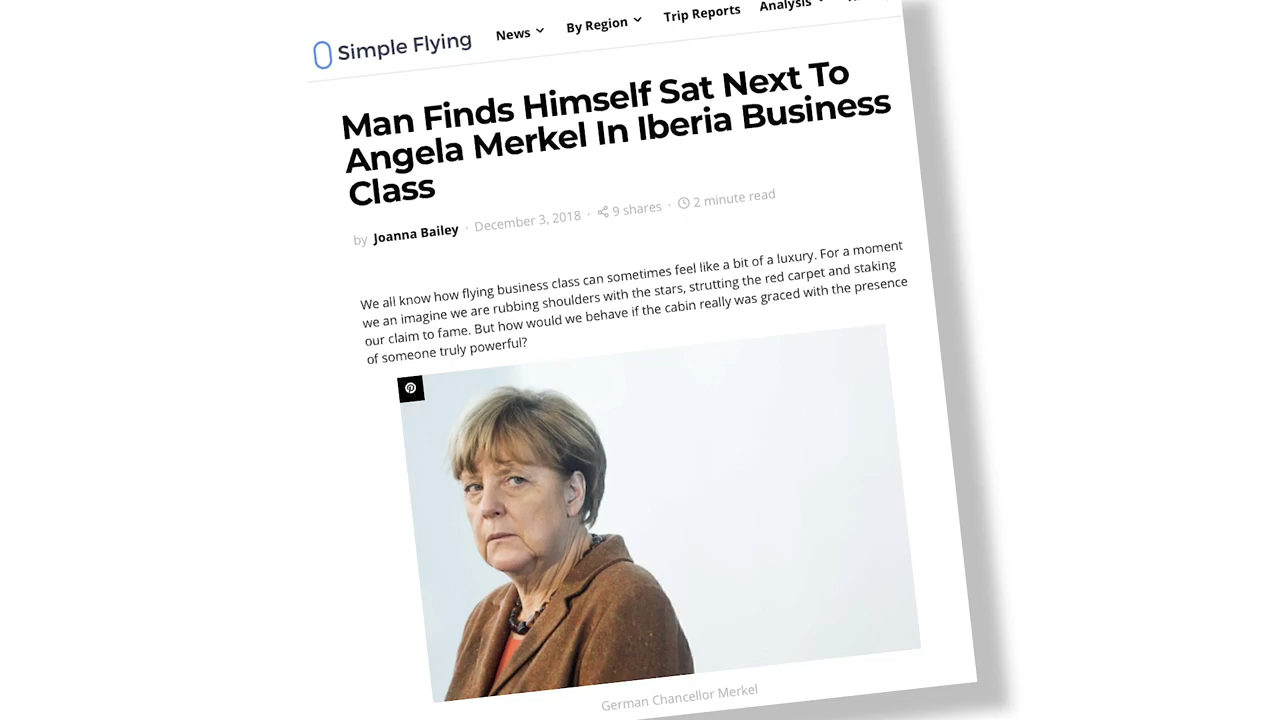 Simple Flying
News
By Region
Trip Reports
Analysis
Man Finds Himself Sat Next To
Angela Merkel In Iberia Business
Class
by Joanna Bailey · December 3, 2018 · 9 shares · 2 minute read
We all know how flying business class can sometimes feel like a bit of a luxury. For a moment
we an imagine we are rubbing shoulders with the stars, strutting the red carpet and staking
our claim to fame. But how would we behave if the cabin really was graced with the presence
of someone truly powerful?
German Chancellor Merkel